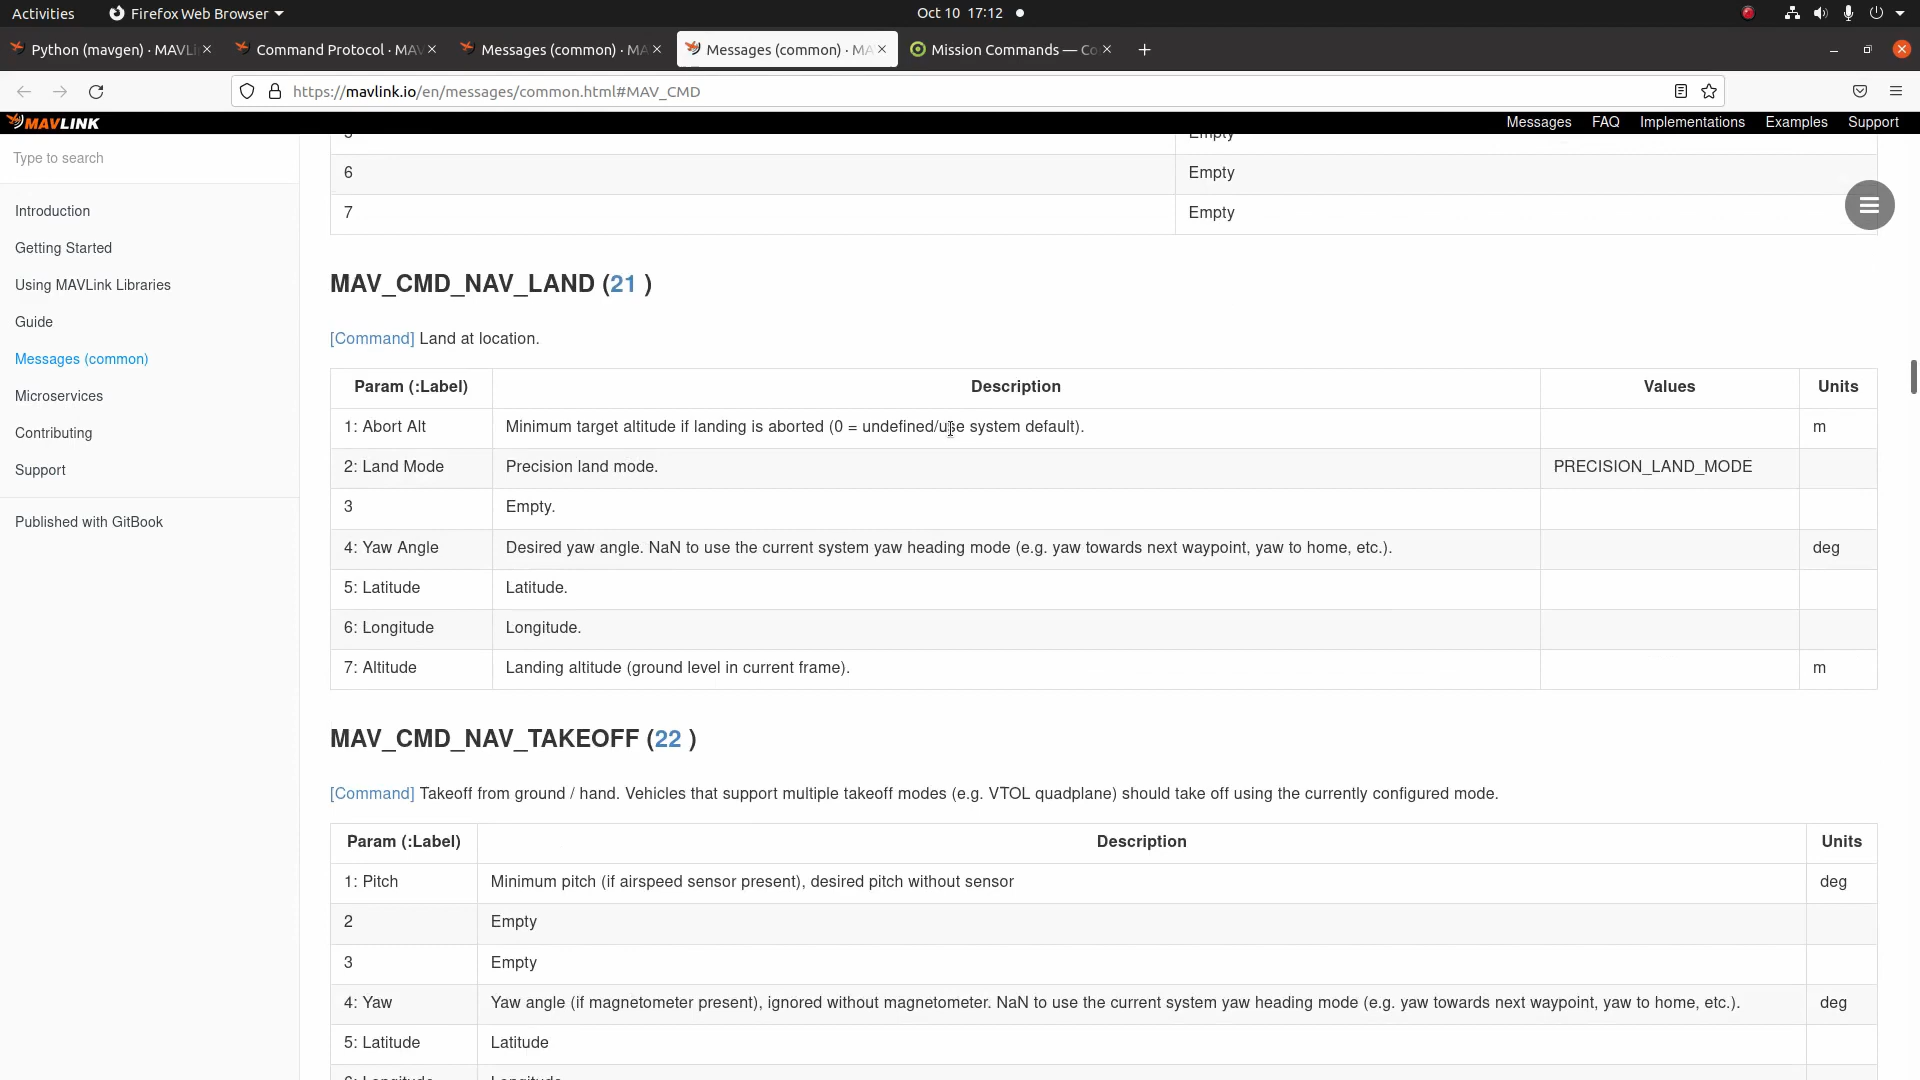 Activities Firefox Web Browser Oct 10 17:12
Python (mavgen) · MAVLi Command Protocol · MAV Messages (common) · MA Messages (common) · MA Mission Commands — Co
https://mavlink.io/en/messages/common.html#MAV_CMD
MAVLINK Messages FAQ Implementations Examples Support
Type to search
Introduction
Getting Started
Using MAVLink Libraries
Guide
Messages (common)
Microservices
Contributing
Support
Published with GitBook
5 Empty
6 Empty
7 Empty
MAV_CMD_NAV_LAND (21 )
[Command] Land at location.
Param (:Label) Description Values Units
1: Abort Alt Minimum target altitude if landing is aborted (0 = undefined/use system default). m
2: Land Mode Precision land mode. PRECISION_LAND_MODE
3 Empty.
4: Yaw Angle Desired yaw angle. NaN to use the current system yaw heading mode (e.g. yaw towards next waypoint, yaw to home, etc.). deg
5: Latitude Latitude.
6: Longitude Longitude.
7: Altitude Landing altitude (ground level in current frame). m
MAV_CMD_NAV_TAKEOFF (22 )
[Command] Takeoff from ground / hand. Vehicles that support multiple takeoff modes (e.g. VTOL quadplane) should take off using the currently configured mode.
Param (:Label) Description Units
1: Pitch Minimum pitch (if airspeed sensor present), desired pitch without sensor deg
2 Empty
3 Empty
4: Yaw Yaw angle (if magnetometer present), ignored without magnetometer. NaN to use the current system yaw heading mode (e.g. yaw towards next waypoint, yaw to home, etc.). deg
5: Latitude Latitude
6: Longitude Longitude